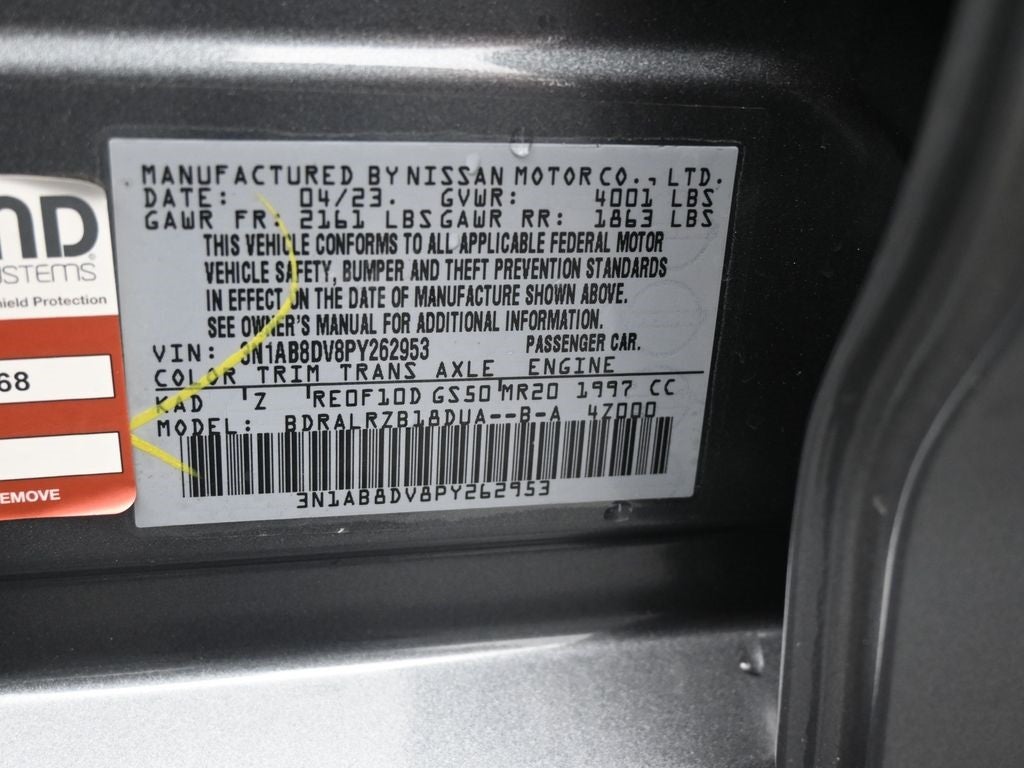 MANUFACTURED BY NISSAN MOTOR CO., LTD.
DATE: 04/23. GVWR: 4001 LBS
GAWR FR: 2161 LBS GAWR RR: 1863 LBS
THIS VEHICLE CONFORMS TO ALL APPLICABLE FEDERAL MOTOR
VEHICLE SAFETY, BUMPER AND THEFT PREVENTION STANDARDS
IN EFFECT ON THE DATE OF MANUFACTURE SHOWN ABOVE.
SEE OWNER'S MANUAL FOR ADDITIONAL INFORMATION.
VIN: 3N1AB8DV8PY262953 PASSENGER CAR.
COLOR TRIM TRANS AXLE ENGINE
KAD Z RE0F10D GS50 MR20 1997 CC
MODEL: BDRALRZB18DUA--B-A 4Z000
3N1AB8DV8PY262953
ND
YSTEMS®
hield Protection
68
EMOVE